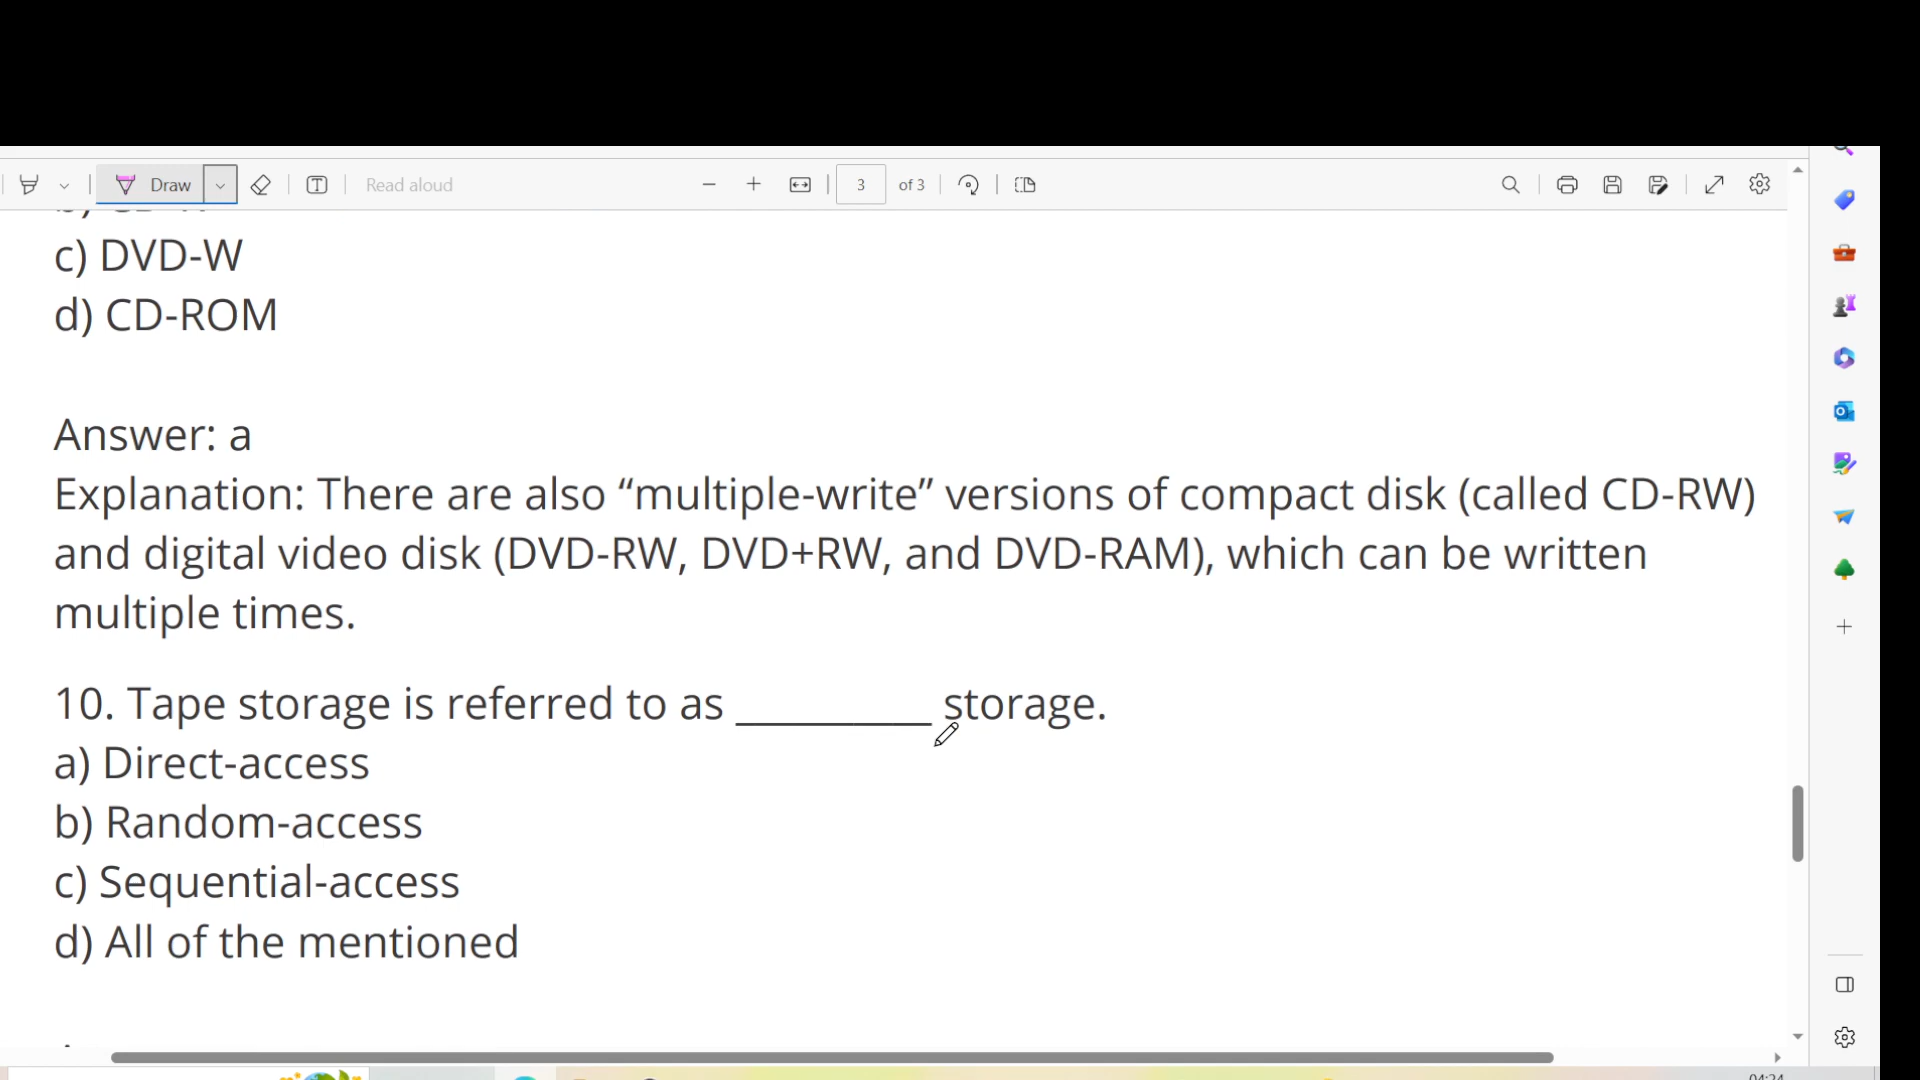 Draw
Read aloud
3
of 3
c) DVD-W
d) CD-ROM
Answer: a
Explanation: There are also “multiple-write” versions of compact disk (called CD-RW)
and digital video disk (DVD-RW, DVD+RW, and DVD-RAM), which can be written
multiple times.
10. Tape storage is referred to as __________ storage.
a) Direct-access
b) Random-access
c) Sequential-access
d) All of the mentioned